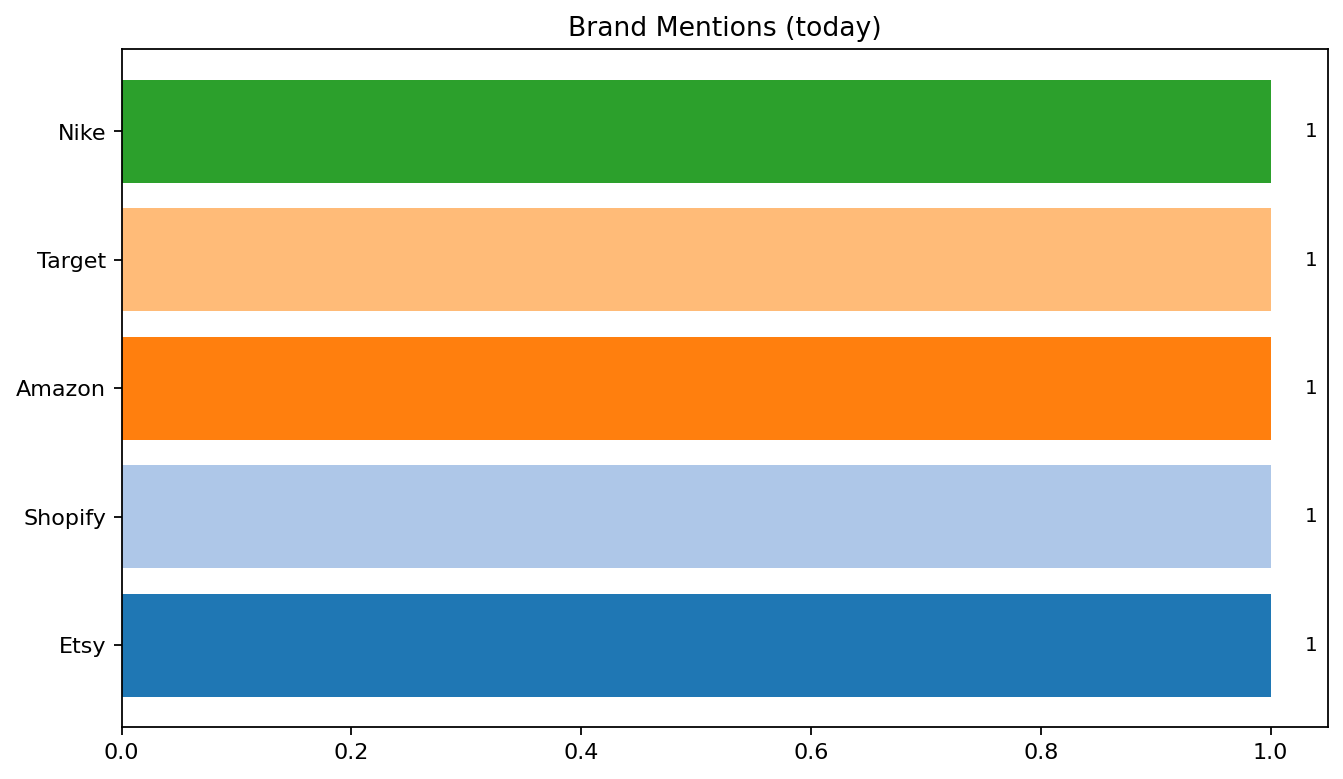 Brand Mentions (today)
Nike 1
Target 1
Amazon 1
Shopify 1
Etsy 1
0.0 0.2 0.4 0.6 0.8 1.0